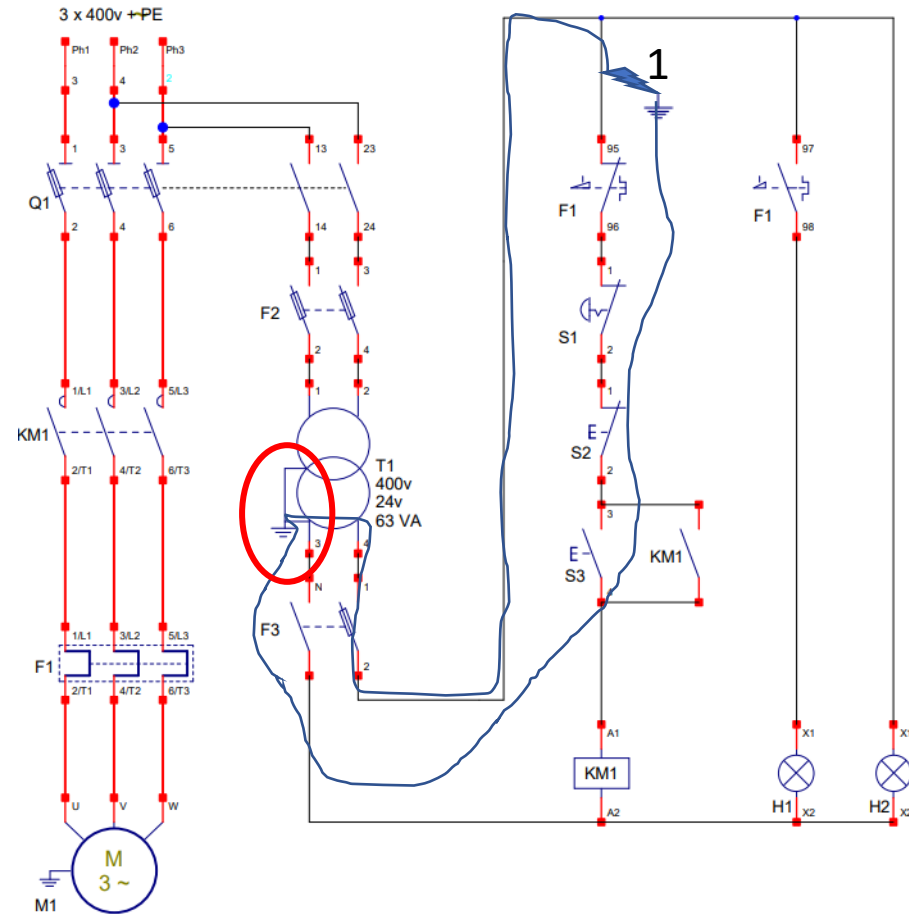 3 x 400v + PE
Ph1 Ph2 Ph3
3 4 2
1
1 3 5 13 23 95 97
Q1
F1 F1
2 4 6 14 24 96 98
1 3 1
F2
S1
2 4 2
1/L1 3/L2 5/L3 1 2 1
KM1
E
S2
T1
400v
24v
63 VA
2/T1 4/T2 6/T3 2
3 4 3
N 1
E
S3 KM1
F3
1/L1 3/L2 5/L3
F1
2
2/T1 4/T2 6/T3
A1 X1 X1
KM1
U V W
H1 H2
A2 X2 X2
M
3 ~
M1